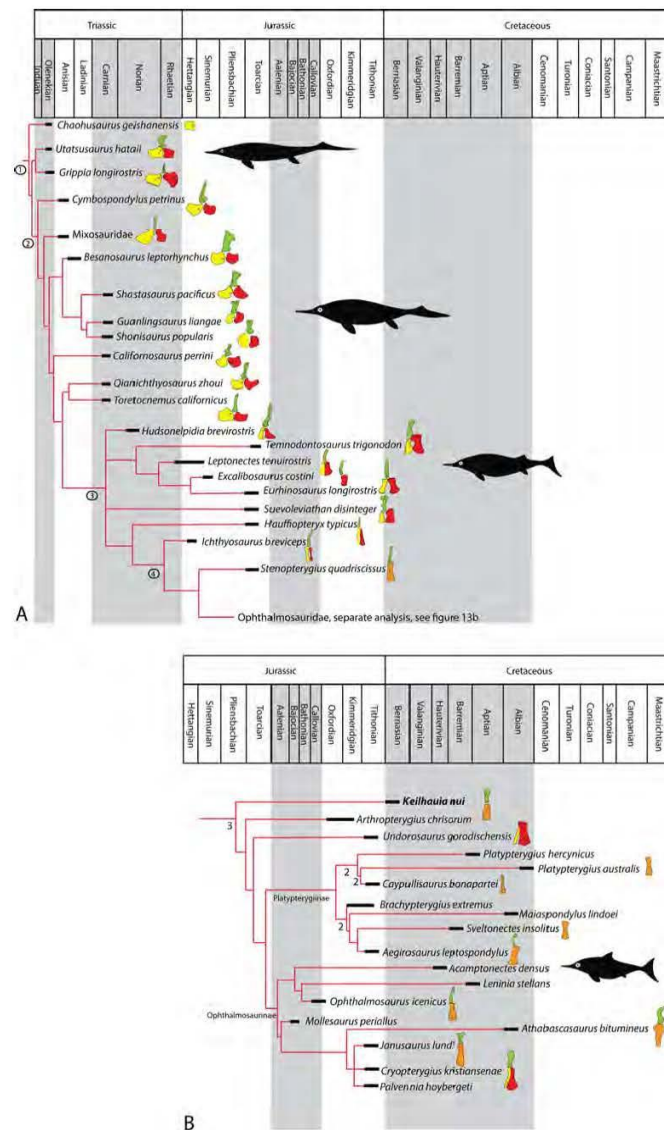 Triassic Jurassic Cretaceous
Induan Olenekian Anisian Ladinian Carnian Norian Rhaetian Hettangian Sinemurian Pliensbachian Toarcian Aalenian Bajocian Bathonian Callovian Oxfordian Kimmeridgian Tithonian Berriasian Valanginian Hauterivian Barremian Aptian Albian Cenomanian Turonian Coniacian Santonian Campanian Maastrichtian
Chaohusaurus geishanensis
Utatsusaurus hataii
1
Grippia longirostris
Cymbospondylus petrinus
Mixosauridae
2
Besanosaurus leptorhynchus
Shastasaurus pacificus
Guanlingsaurus liangae
Shonisaurus popularis
Californosaurus perrini
Qianichthyosaurus zhoui
Toretocnemus californicus
Hudsonelpidia brevirostris
Temnodontosaurus trigonodon
Leptonectes tenuirostris
Excalibosaurus costini
Eurhinosaurus longirostris
3
Suevoleviathan disinteger
Hauffiopteryx typicus
Ichthyosaurus breviceps
4
Stenopterygius quadriscissus
A
Ophthalmosauridae, separate analysis, see figure 13b
Jurassic Cretaceous
Hettangian Sinemurian Pliensbachian Toarcian Aalenian Bajocian Bathonian Callovian Oxfordian Kimmeridgian Tithonian Berriasian Valanginian Hauterivian Barremian Aptian Albian Cenomanian Turonian Coniacian Santonian Campanian Maastrichtian
Keilhauia nui
Arthropterygius chrisorum
3
Undorosaurus gorodischensis
Platypterygius hercynicus
2
Platypterygius australis
2
Caypullisaurus bonapartei
Platypterygiinae
Brachypterygius extremus
Maiaspondylus lindoei
2
Sveltonectes insolitus
Aegirosaurus leptospondylus
Acamptonectes densus
Leninia stellans
Ophthalmosaurus icenicus
Ophthalmosaurinae
Mollesaurus periallus
Athabascasaurus bitumineus
Janusaurus lundi
Cryopterygius kristiansenae
Palvennia hoybergeti
B